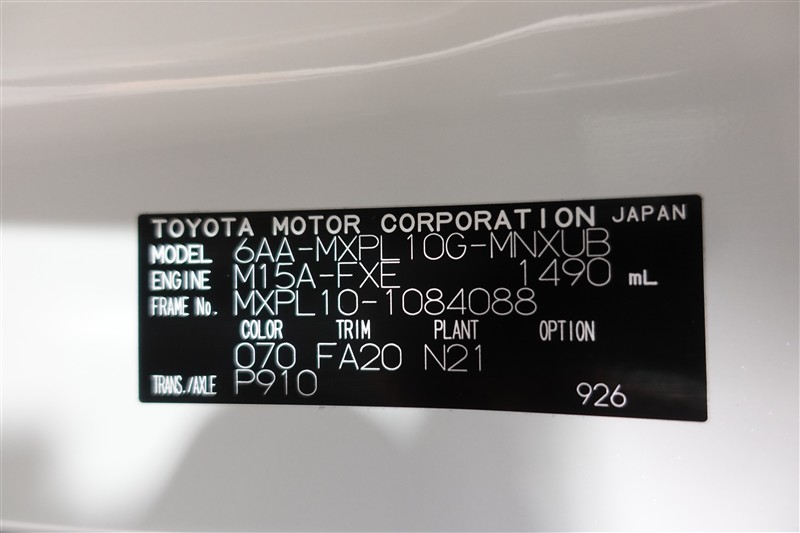 TOYOTA MOTOR CORPORATION JAPAN
MODEL 6AA-MXPL10G-MNXUB
ENGINE M15A-FXE 1490 mL
FRAME No. MXPL10-1084088
COLOR TRIM PLANT OPTION
070 FA20 N21
TRANS./AXLE P910
926